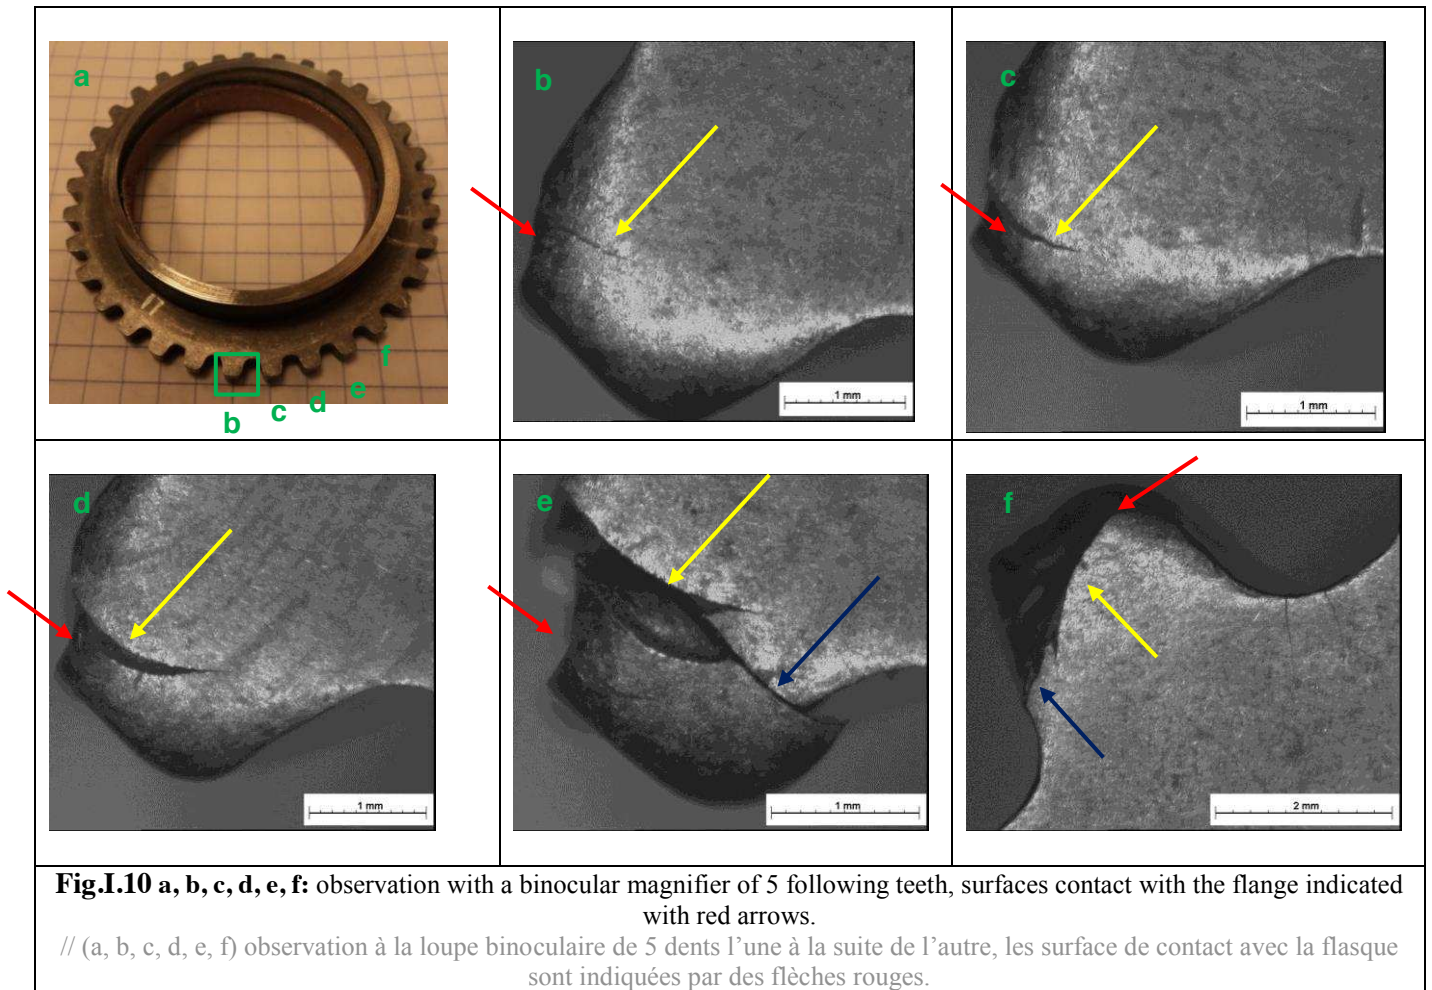 a
b
c
d
e
f
b
1 mm
c
1 mm
d
1 mm
e
1 mm
f
2 mm
Fig.I.10 a, b, c, d, e, f: observation with a binocular magnifier of 5 following teeth, surfaces contact with the flange indicated
with red arrows.
// (a, b, c, d, e, f) observation à la loupe binoculaire de 5 dents l’une à la suite de l’autre, les surface de contact avec la flasque
sont indiquées par des flèches rouges.